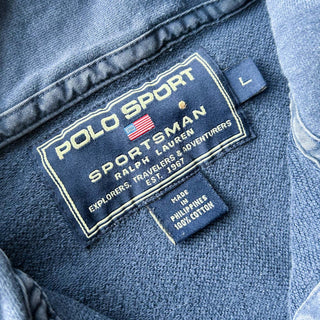 POLO SPORT
SPORTSMAN
RALPH LAUREN
EXPLORERS, TRAVELERS & ADVENTURERS
EST. 1967
L
MADE IN
PHILIPPINES
100% COTTON